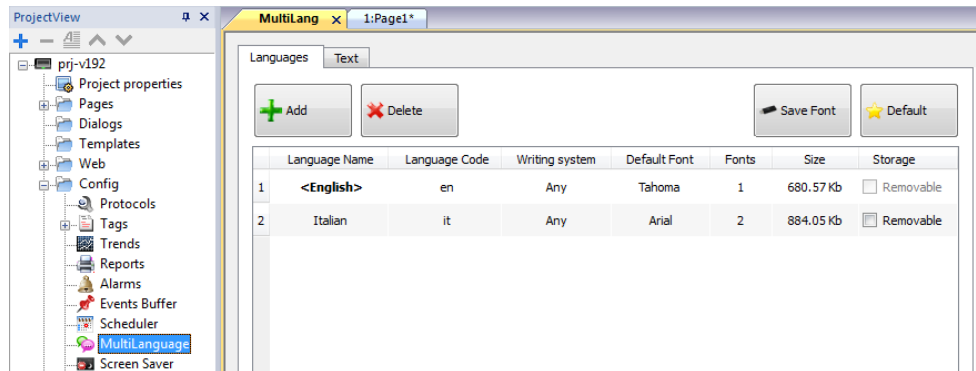 ProjectView
prj-v192
Project properties
Pages
Dialogs
Templates
Web
Config
Protocols
Tags
Trends
Reports
Alarms
Events Buffer
Scheduler
MultiLanguage
Screen Saver
MultiLang 1:Page1*
Languages Text
Add Delete Save Font Default
Language Name Language Code Writing system Default Font Fonts Size Storage
1 <English> en Any Tahoma 1 680.57 Kb Removable
2 Italian it Any Arial 2 884.05 Kb Removable